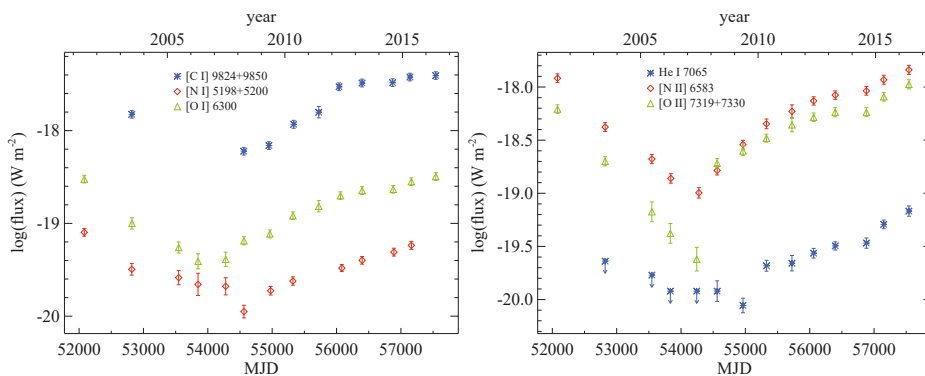 year
2005 2010 2015
[C I] 9824+9850
[N I] 5198+5200
[O I] 6300
log(flux) (W m⁻²)
-18
-19
-20
52000 53000 54000 55000 56000 57000
MJD
year
2005 2010 2015
He I 7065
[N II] 6583
[O II] 7319+7330
log(flux) (W m⁻²)
-18.0
-18.5
-19.0
-19.5
-20.0
52000 53000 54000 55000 56000 57000
MJD